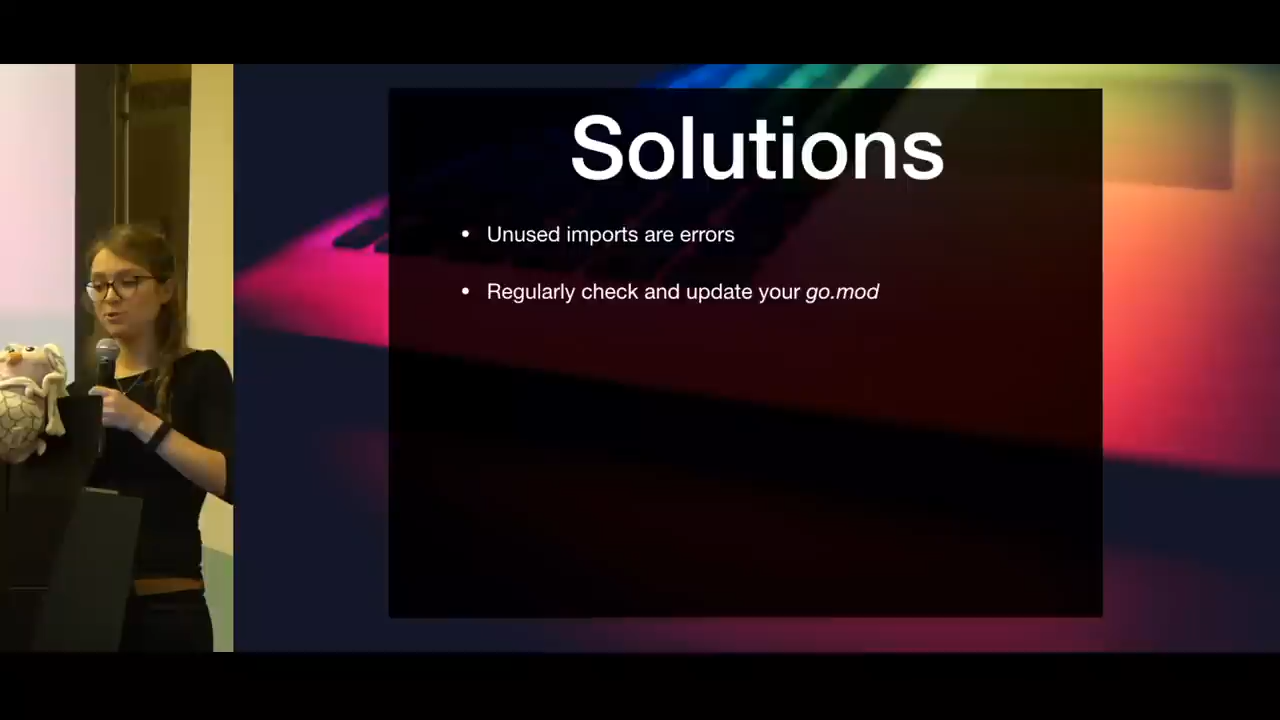 Solutions
• Unused imports are errors
• Regularly check and update your go.mod